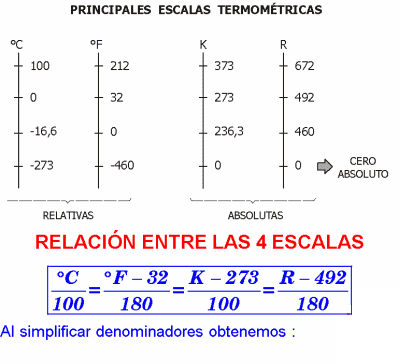 PRINCIPALES ESCALAS TERMOMÉTRICAS
°C °F K R
100 212 373 672
0 32 273 492
-16,6 0 236,3 460
-273 -460 0 0 CERO ABSOLUTO
RELATIVAS ABSOLUTAS
RELACIÓN ENTRE LAS 4 ESCALAS
°C/100 = °F – 32/180 = K – 273/100 = R – 492/180
Al simplificar denominadores obtenemos :